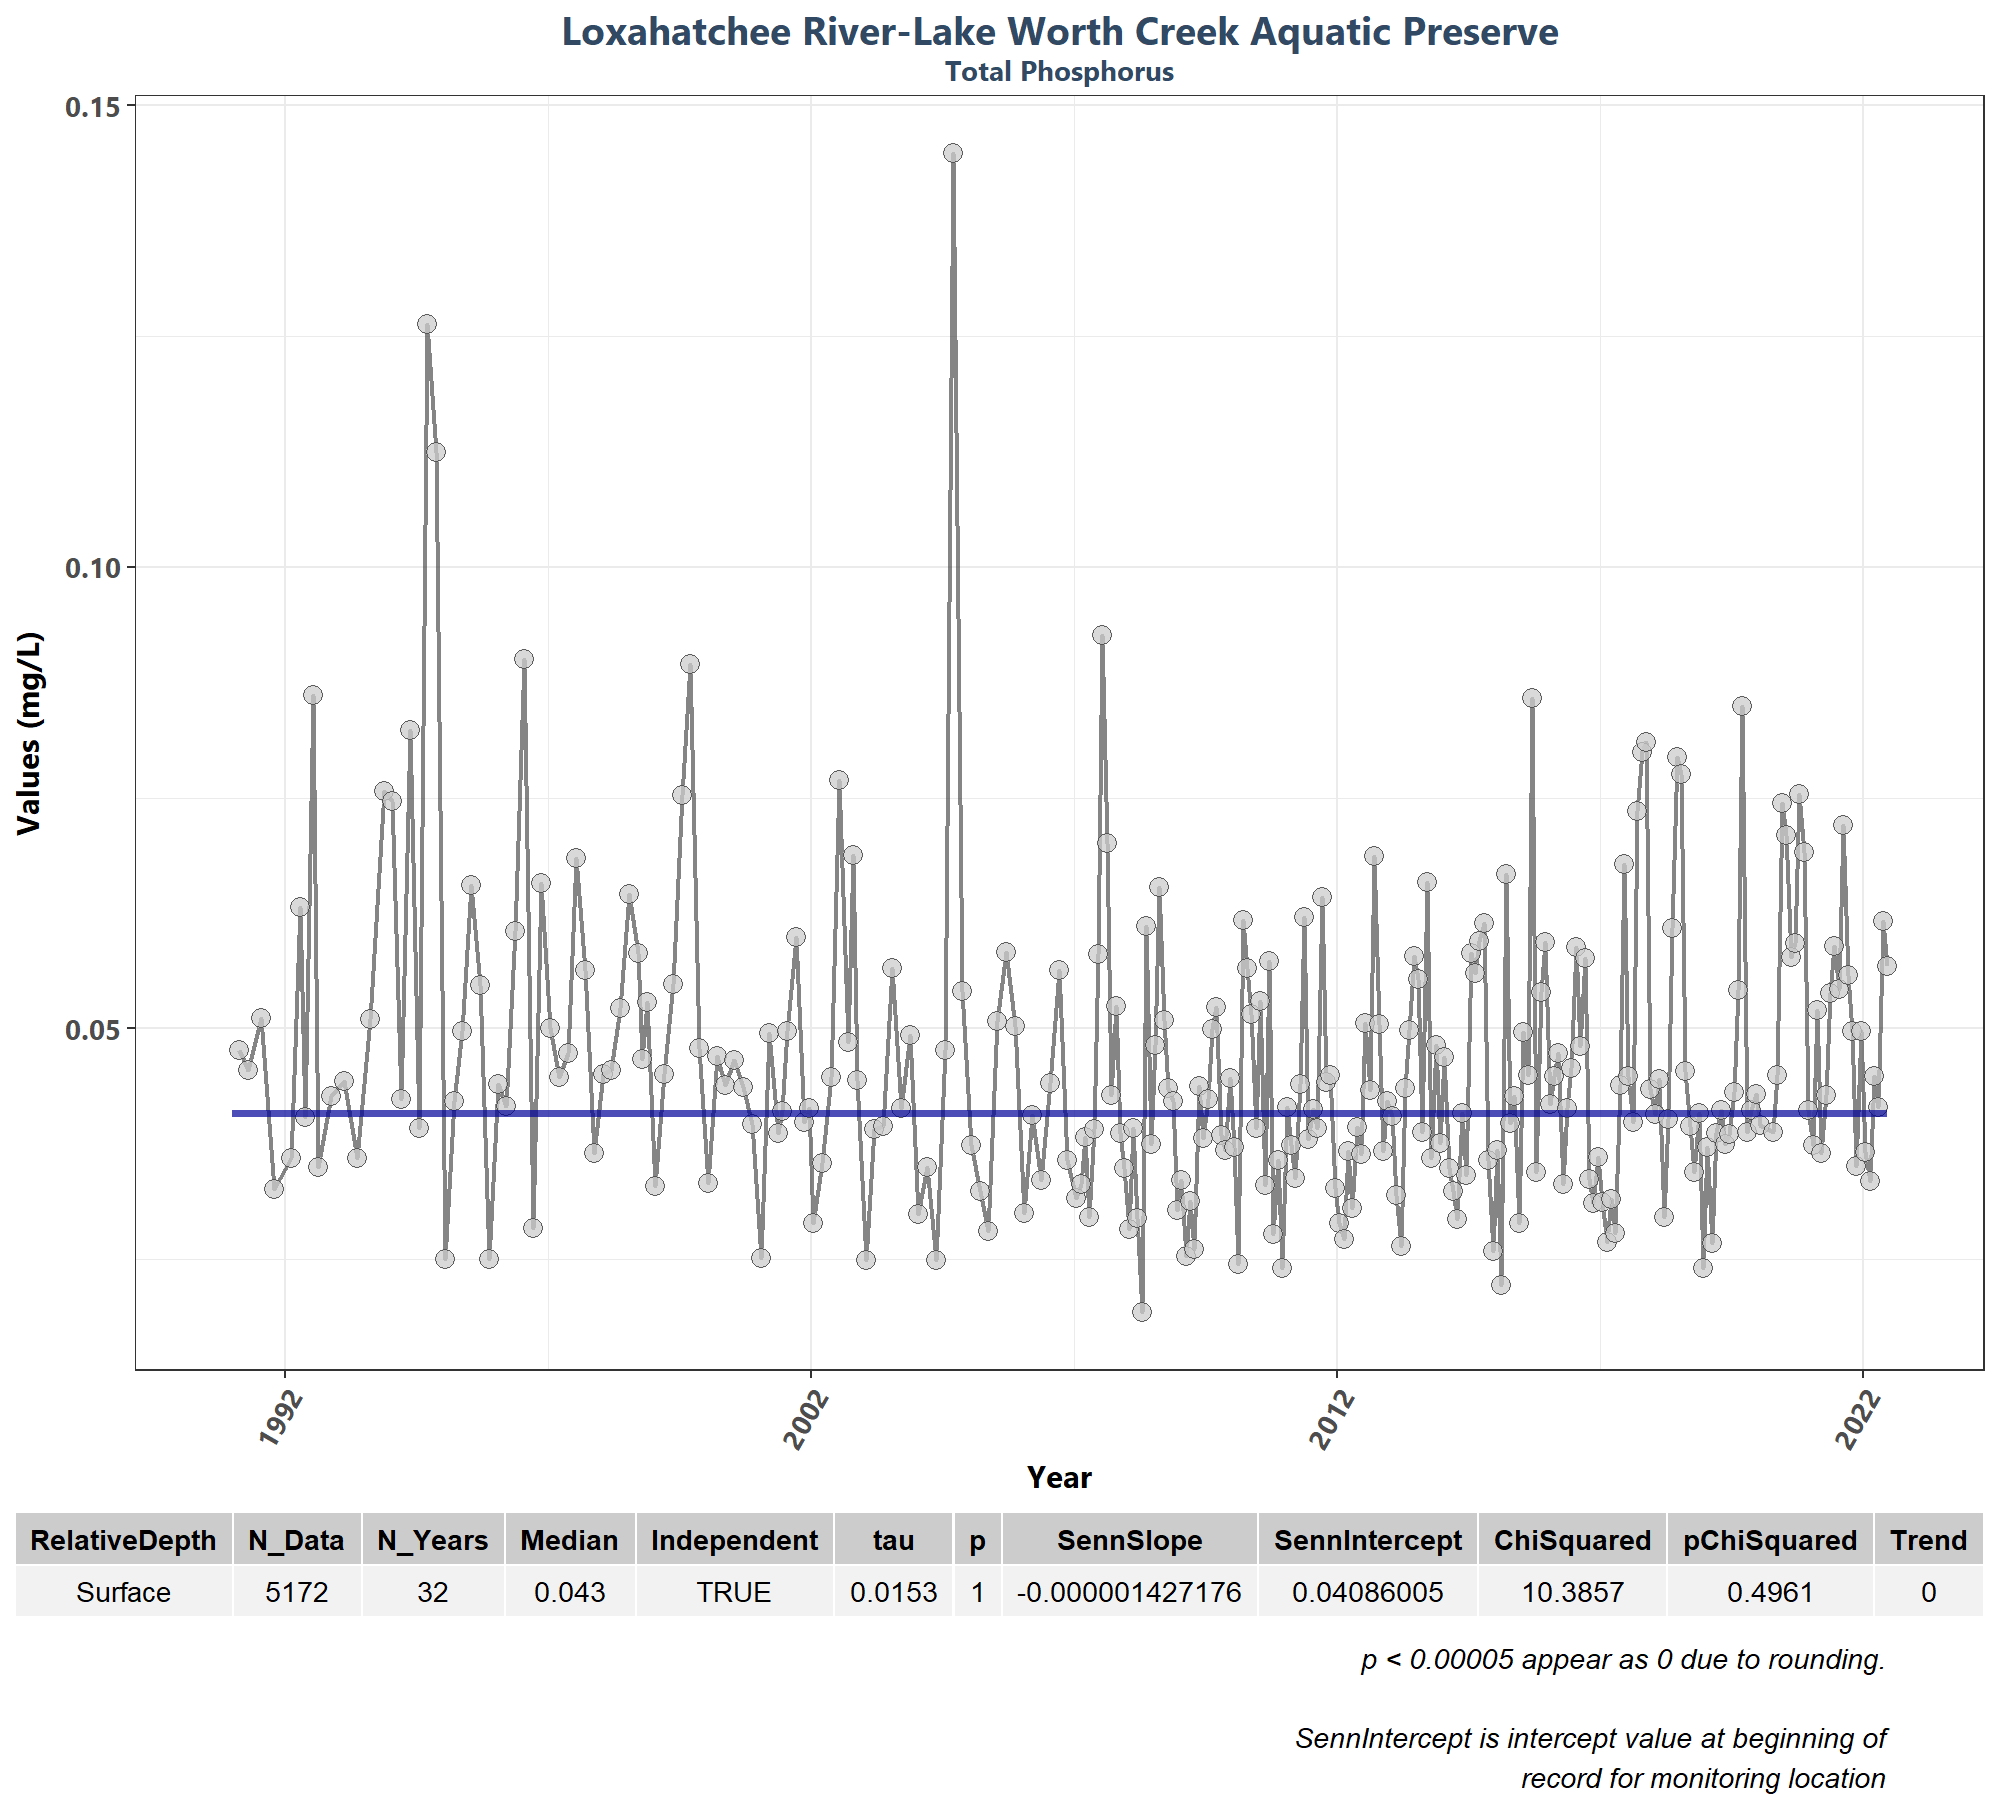 Loxahatchee River-Lake Worth Creek Aquatic Preserve
Total Phosphorus
0.15
0.10
0.05
Values (mg/L)
1992
2002
2012
2022
Year
RelativeDepth N_Data N_Years Median Independent tau p SennSlope SennIntercept ChiSquared pChiSquared Trend
Surface 5172 32 0.043 TRUE 0.0153 1 -0.000001427176 0.04086005 10.3857 0.4961 0
p < 0.00005 appear as 0 due to rounding.
SennIntercept is intercept value at beginning of
record for monitoring location